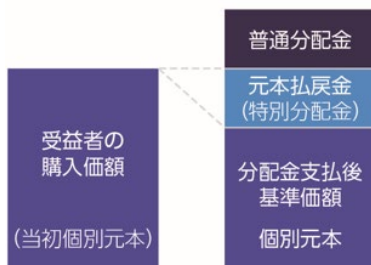 受益者の
購入価額
(当初個別元本)
普通分配金
元本払戻金
(特別分配金)
分配金支払後
基準価額
個別元本